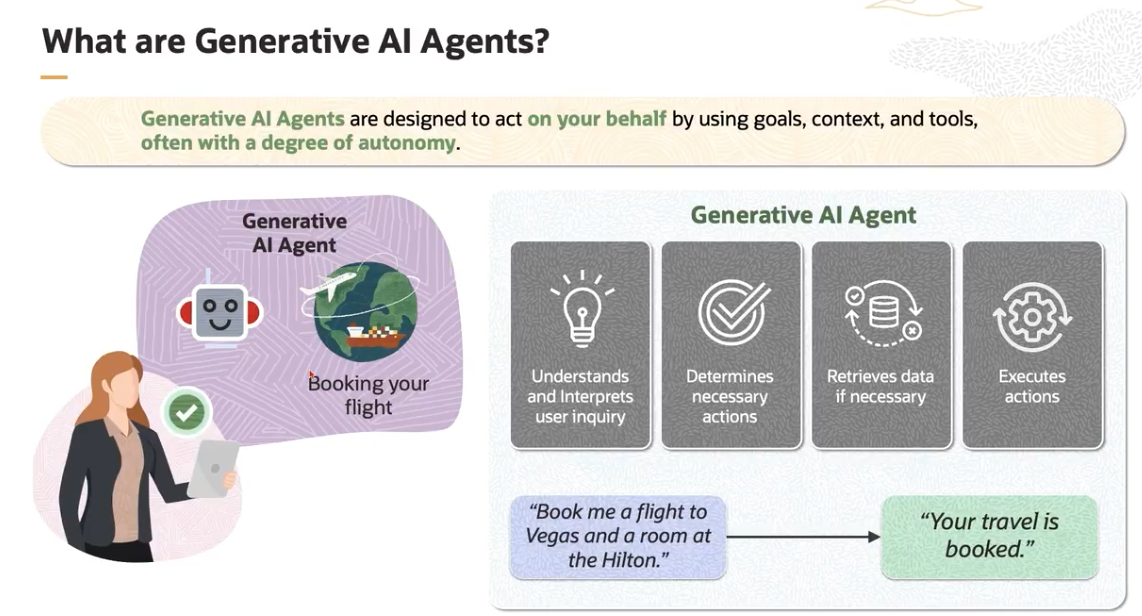 What are Generative AI Agents?
Generative AI Agents are designed to act on your behalf by using goals, context, and tools,
often with a degree of autonomy.
Generative
AI Agent
Booking your
flight
Generative AI Agent
Understands
and Interprets
user inquiry
Determines
necessary
actions
Retrieves data
if necessary
Executes
actions
“Book me a flight to
Vegas and a room at
the Hilton.”
“Your travel is
booked.”